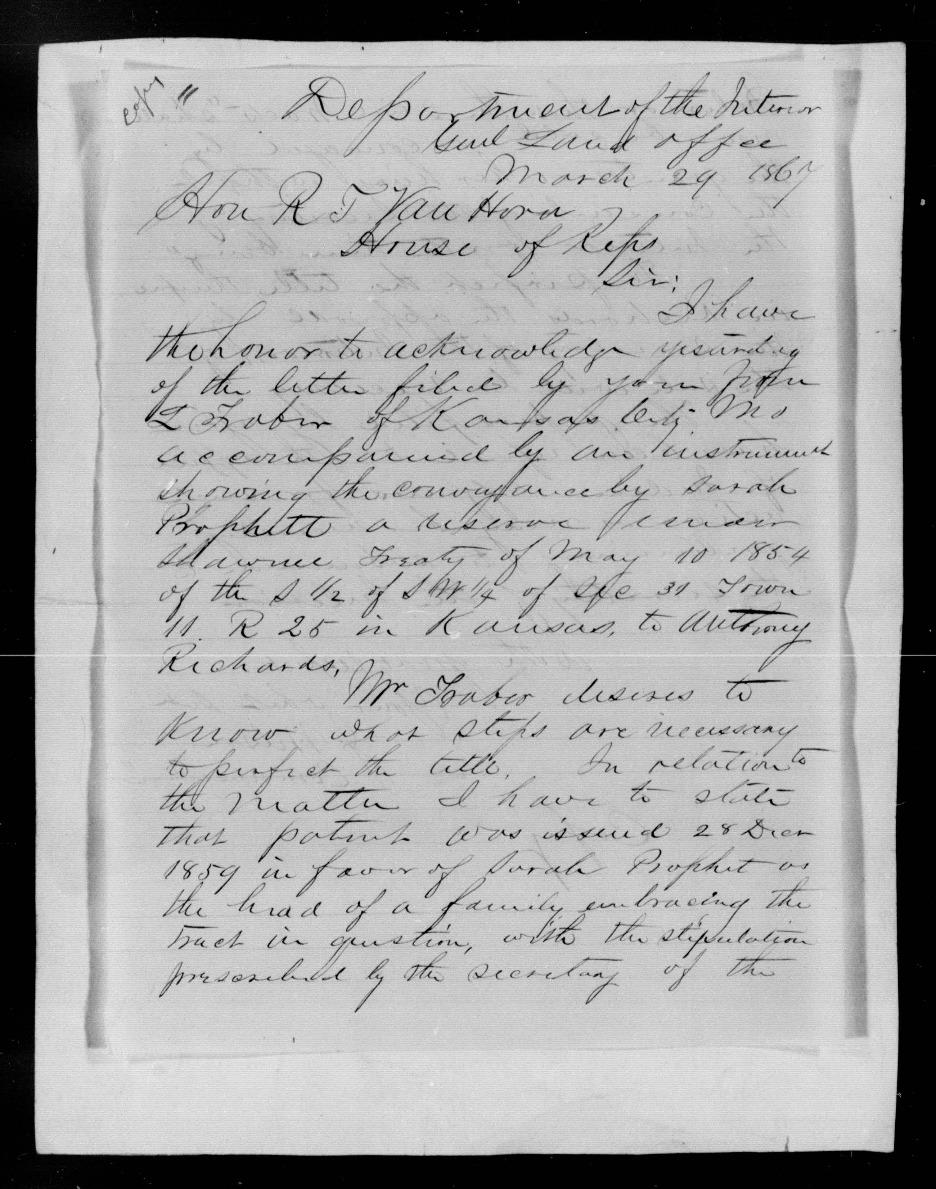 Copy "
Department of the Interior
Genl Land Office
March 29 1867
Hon R T Van Horn
House of Reps
Sir:
I have
the honor to acknowledge
of the letter filed by you from
of Kansas City Mo
accompanied by an instrument
showing the conveyance by Sarah
Prophett a reserve under
Shawnee Treaty of May 10 1854
of the S 1/2 of S W 1/4 of Sec 31 Town
11. R 25 in Kansas, to Anthony
Richards,
Mr desires to
know what steps are necessary
to perfect the title. In relation to
the matter I have to state
that patent was issued 28 Decr
1859 in favor of Sarah Prophet as
the head of a family embracing the
tract in question, with the stipulation
prescribed by the secretary of the